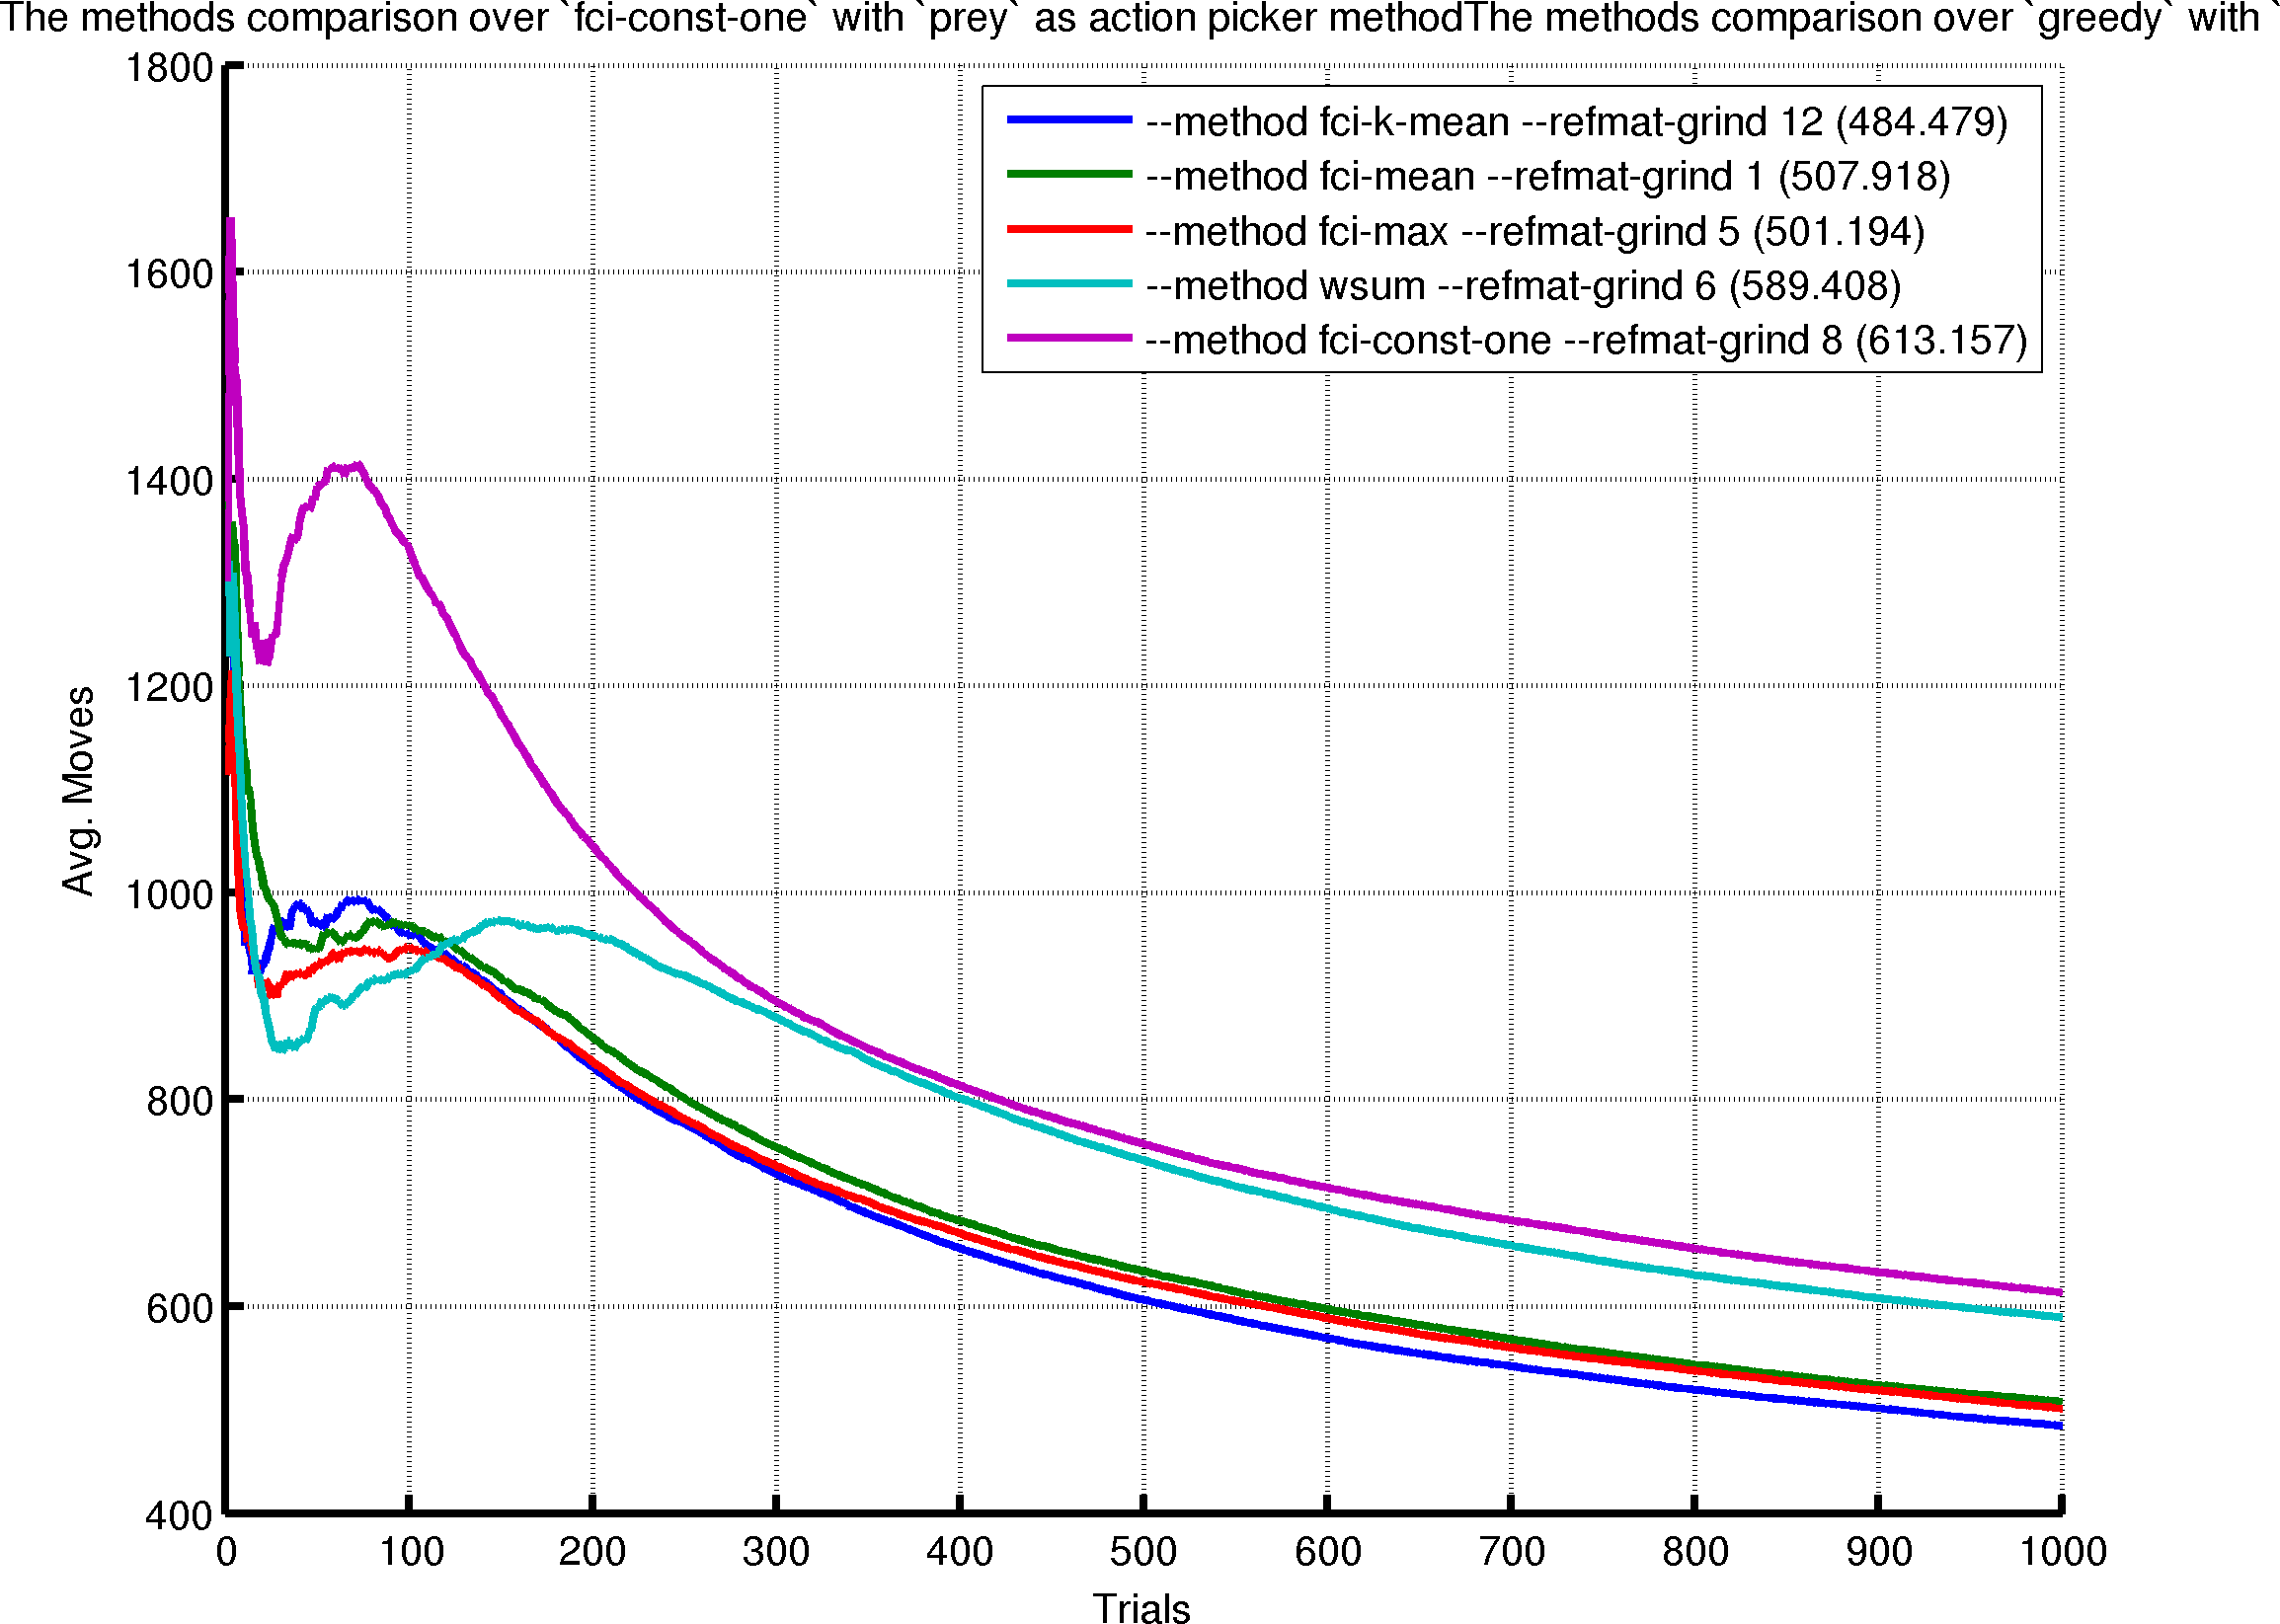 The methods comparison over `fci-const-one` with `prey` as action picker methodThe methods comparison over `greedy` with `
1800
--method fci-k-mean --refmat-grind 12 (484.479)
--method fci-mean --refmat-grind 1 (507.918)
--method fci-max --refmat-grind 5 (501.194)
--method wsum --refmat-grind 6 (589.408)
--method fci-const-one --refmat-grind 8 (613.157)
1600
1400
1200
1000
800
600
400
Avg. Moves
0 100 200 300 400 500 600 700 800 900 1000
Trials